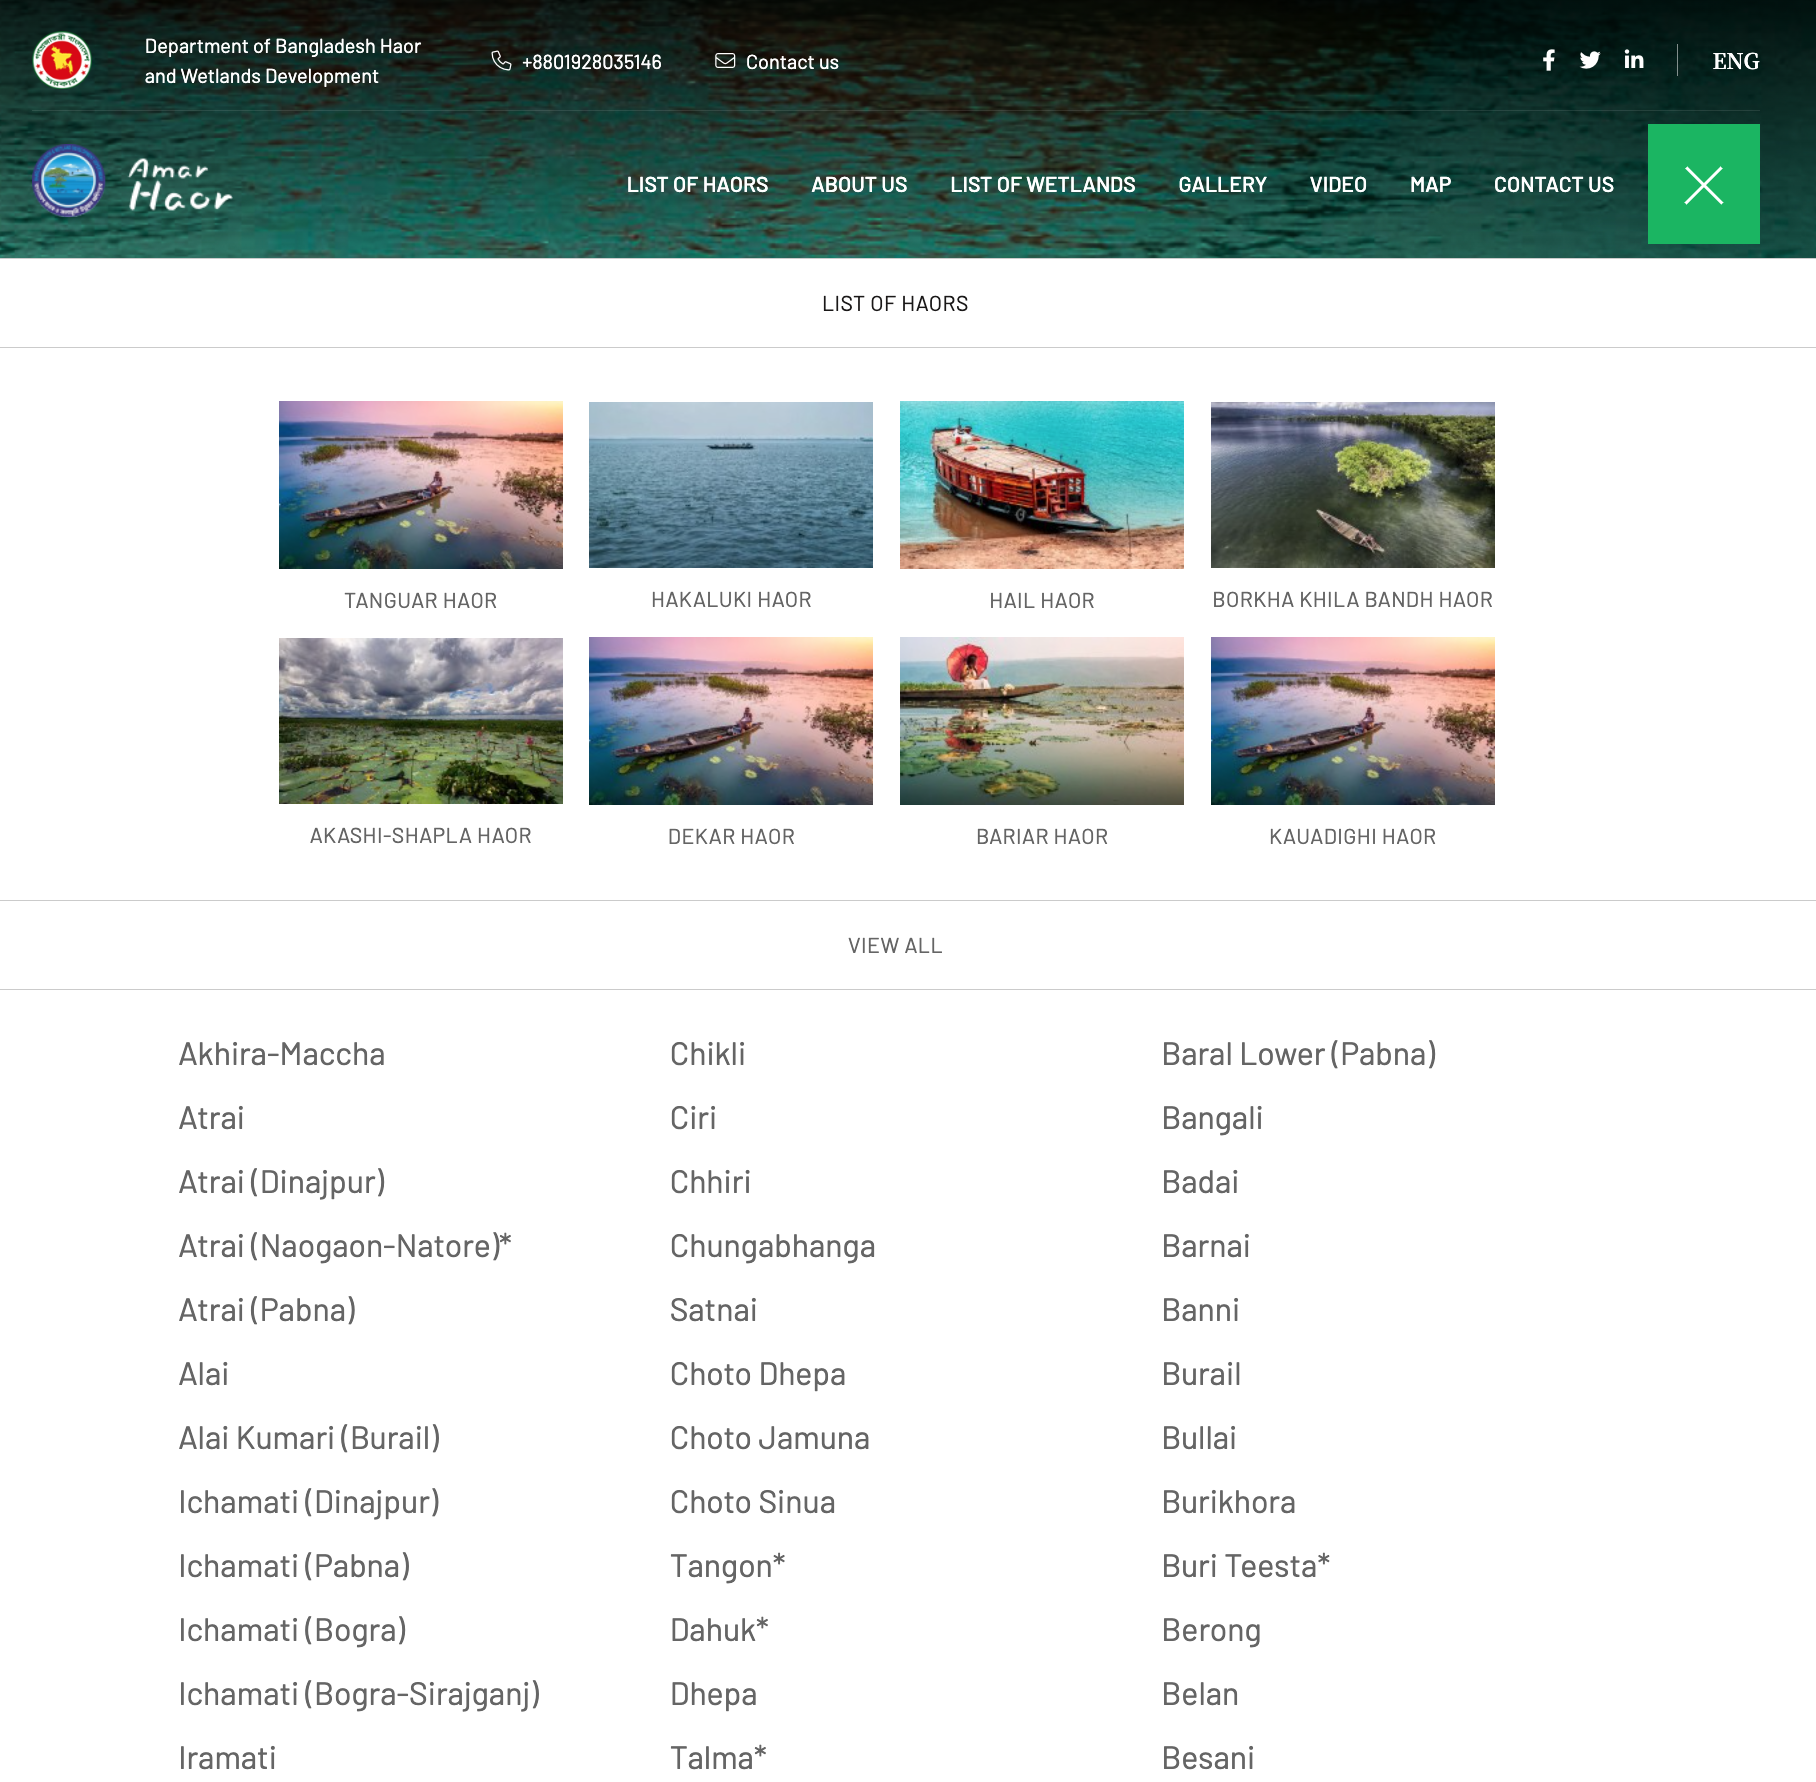 Department of Bangladesh Haor
and Wetlands Development
+8801928035146
Contact us
ENG
Amar
Haor
LIST OF HAORS
ABOUT US
LIST OF WETLANDS
GALLERY
VIDEO
MAP
CONTACT US
LIST OF HAORS
TANGUAR HAOR
HAKALUKI HAOR
HAIL HAOR
BORKHA KHILA BANDH HAOR
AKASHI-SHAPLA HAOR
DEKAR HAOR
BARIAR HAOR
KAUADIGHI HAOR
VIEW ALL
Akhira-Maccha
Atrai
Atrai (Dinajpur)
Atrai (Naogaon-Natore)*
Atrai (Pabna)
Alai
Alai Kumari (Burail)
Ichamati (Dinajpur)
Ichamati (Pabna)
Ichamati (Bogra)
Ichamati (Bogra-Sirajganj)
Iramati
Chikli
Ciri
Chhiri
Chungabhanga
Satnai
Choto Dhepa
Choto Jamuna
Choto Sinua
Tangon*
Dahuk*
Dhepa
Talma*
Baral Lower (Pabna)
Bangali
Badai
Barnai
Banni
Burail
Bullai
Burikhora
Buri Teesta*
Berong
Belan
Besani